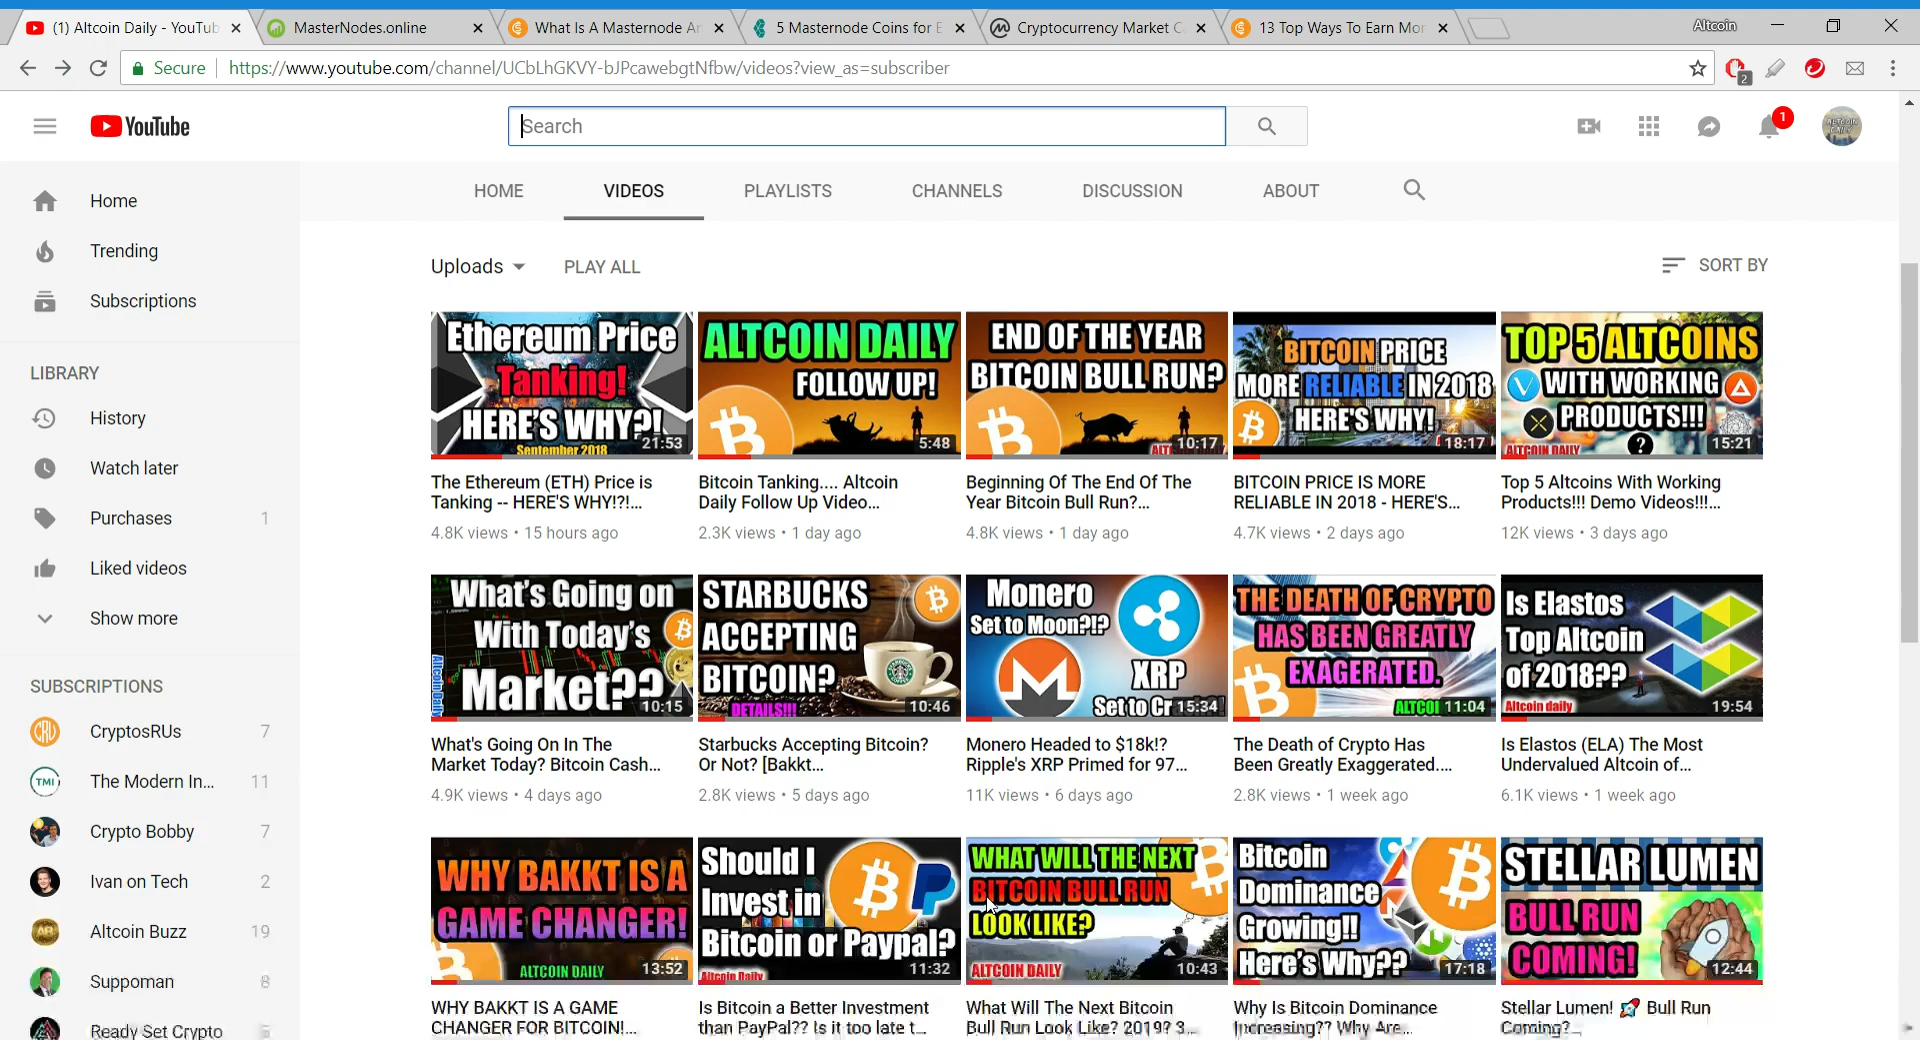 (1) Altcoin Daily - YouTub
MasterNodes.online
What Is A Masternode Ar
5 Masternode Coins for E
Cryptocurrency Market C
13 Top Ways To Earn Mor
Altcoin
Secure
https://www.youtube.com/channel/UCbLhGKVY-bJPcawebgtNfbw/videos?view_as=subscriber
2
YouTube
Search
1
HOME
VIDEOS
PLAYLISTS
CHANNELS
DISCUSSION
ABOUT
Home
Trending
Subscriptions
LIBRARY
History
Watch later
Purchases 1
Liked videos
Show more
SUBSCRIPTIONS
CryptosRUs 7
TMI
The Modern In... 11
Crypto Bobby 7
Ivan on Tech 2
Altcoin Buzz 19
Suppoman 8
Ready Set Crypto
Uploads
PLAY ALL
SORT BY
Ethereum Price
Tanking!
HERE'S WHY?!
September 2018
21:53
The Ethereum (ETH) Price is
Tanking -- HERE'S WHY!?!...
4.8K views • 15 hours ago
ALTCOIN DAILY
FOLLOW UP!
5:48
Bitcoin Tanking.... Altcoin
Daily Follow Up Video...
2.3K views • 1 day ago
END OF THE YEAR
BITCOIN BULL RUN?
10:17
Beginning Of The End Of The
Year Bitcoin Bull Run?...
4.8K views • 1 day ago
BITCOIN PRICE
MORE RELIABLE IN 2018
HERE'S WHY!
18:17
BITCOIN PRICE IS MORE
RELIABLE IN 2018 - HERE'S...
4.7K views • 2 days ago
TOP 5 ALTCOINS
WITH WORKING
PRODUCTS!!!
?
ALTCOIN DAILY
15:21
Top 5 Altcoins With Working
Products!!! Demo Videos!!!...
12K views • 3 days ago
What's Going on
With Today's
Market??
Altcoin Daily
10:15
What's Going On In The
Market Today? Bitcoin Cash...
4.9K views • 4 days ago
STARBUCKS
ACCEPTING
BITCOIN?
DETAILS!!!
10:46
Starbucks Accepting Bitcoin?
Or Not? [Bakkt...
2.8K views • 5 days ago
Monero
Set to Moon?!?
XRP
Set to Cr
15:34
Monero Headed to $18k!?
Ripple's XRP Primed for 97...
11K views • 6 days ago
THE DEATH OF CRYPTO
HAS BEEN GREATLY
EXAGERATED.
ALTCOI
11:04
The Death of Crypto Has
Been Greatly Exaggerated....
2.8K views • 1 week ago
Is Elastos
Top Altcoin
of 2018??
Altcoin daily
19:54
Is Elastos (ELA) The Most
Undervalued Altcoin of...
6.1K views • 1 week ago
WHY BAKKT IS A
GAME CHANGER!
ALTCOIN DAILY
13:52
WHY BAKKT IS A GAME
CHANGER FOR BITCOIN!...
Should I
Invest in
Bitcoin or Paypal?
Altcoin Daily
11:32
Is Bitcoin a Better Investment
than PayPal?? Is it too late t...
WHAT WILL THE NEXT
BITCOIN BULL RUN
LOOK LIKE?
ALTCOIN DAILY
10:43
What Will The Next Bitcoin
Bull Run Look Like? 2019? 3...
Bitcoin
Dominance
Growing!!
Here's Why??
17:18
Why Is Bitcoin Dominance
Increasing?? Why Are...
STELLAR LUMEN
BULL RUN
COMING!
12:44
Stellar Lumen! 🚀 Bull Run
Coming?...